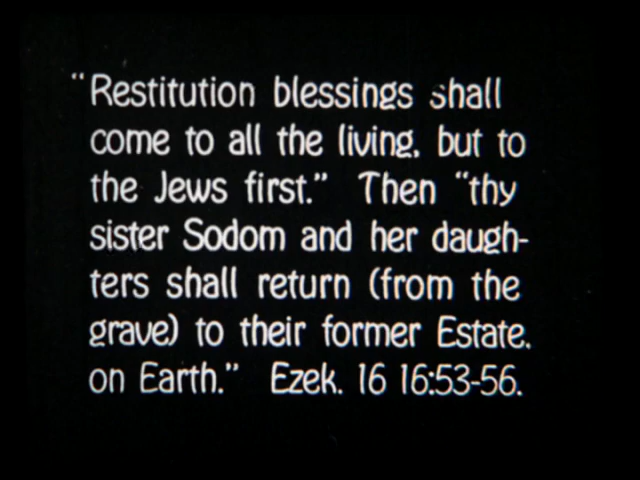 “Restitution blessings shall
come to all the living, but to
the Jews first.” Then “thy
sister Sodom and her daugh-
ters shall return (from the
grave) to their former Estate.
on Earth.” Ezek. 16 16:53-56.